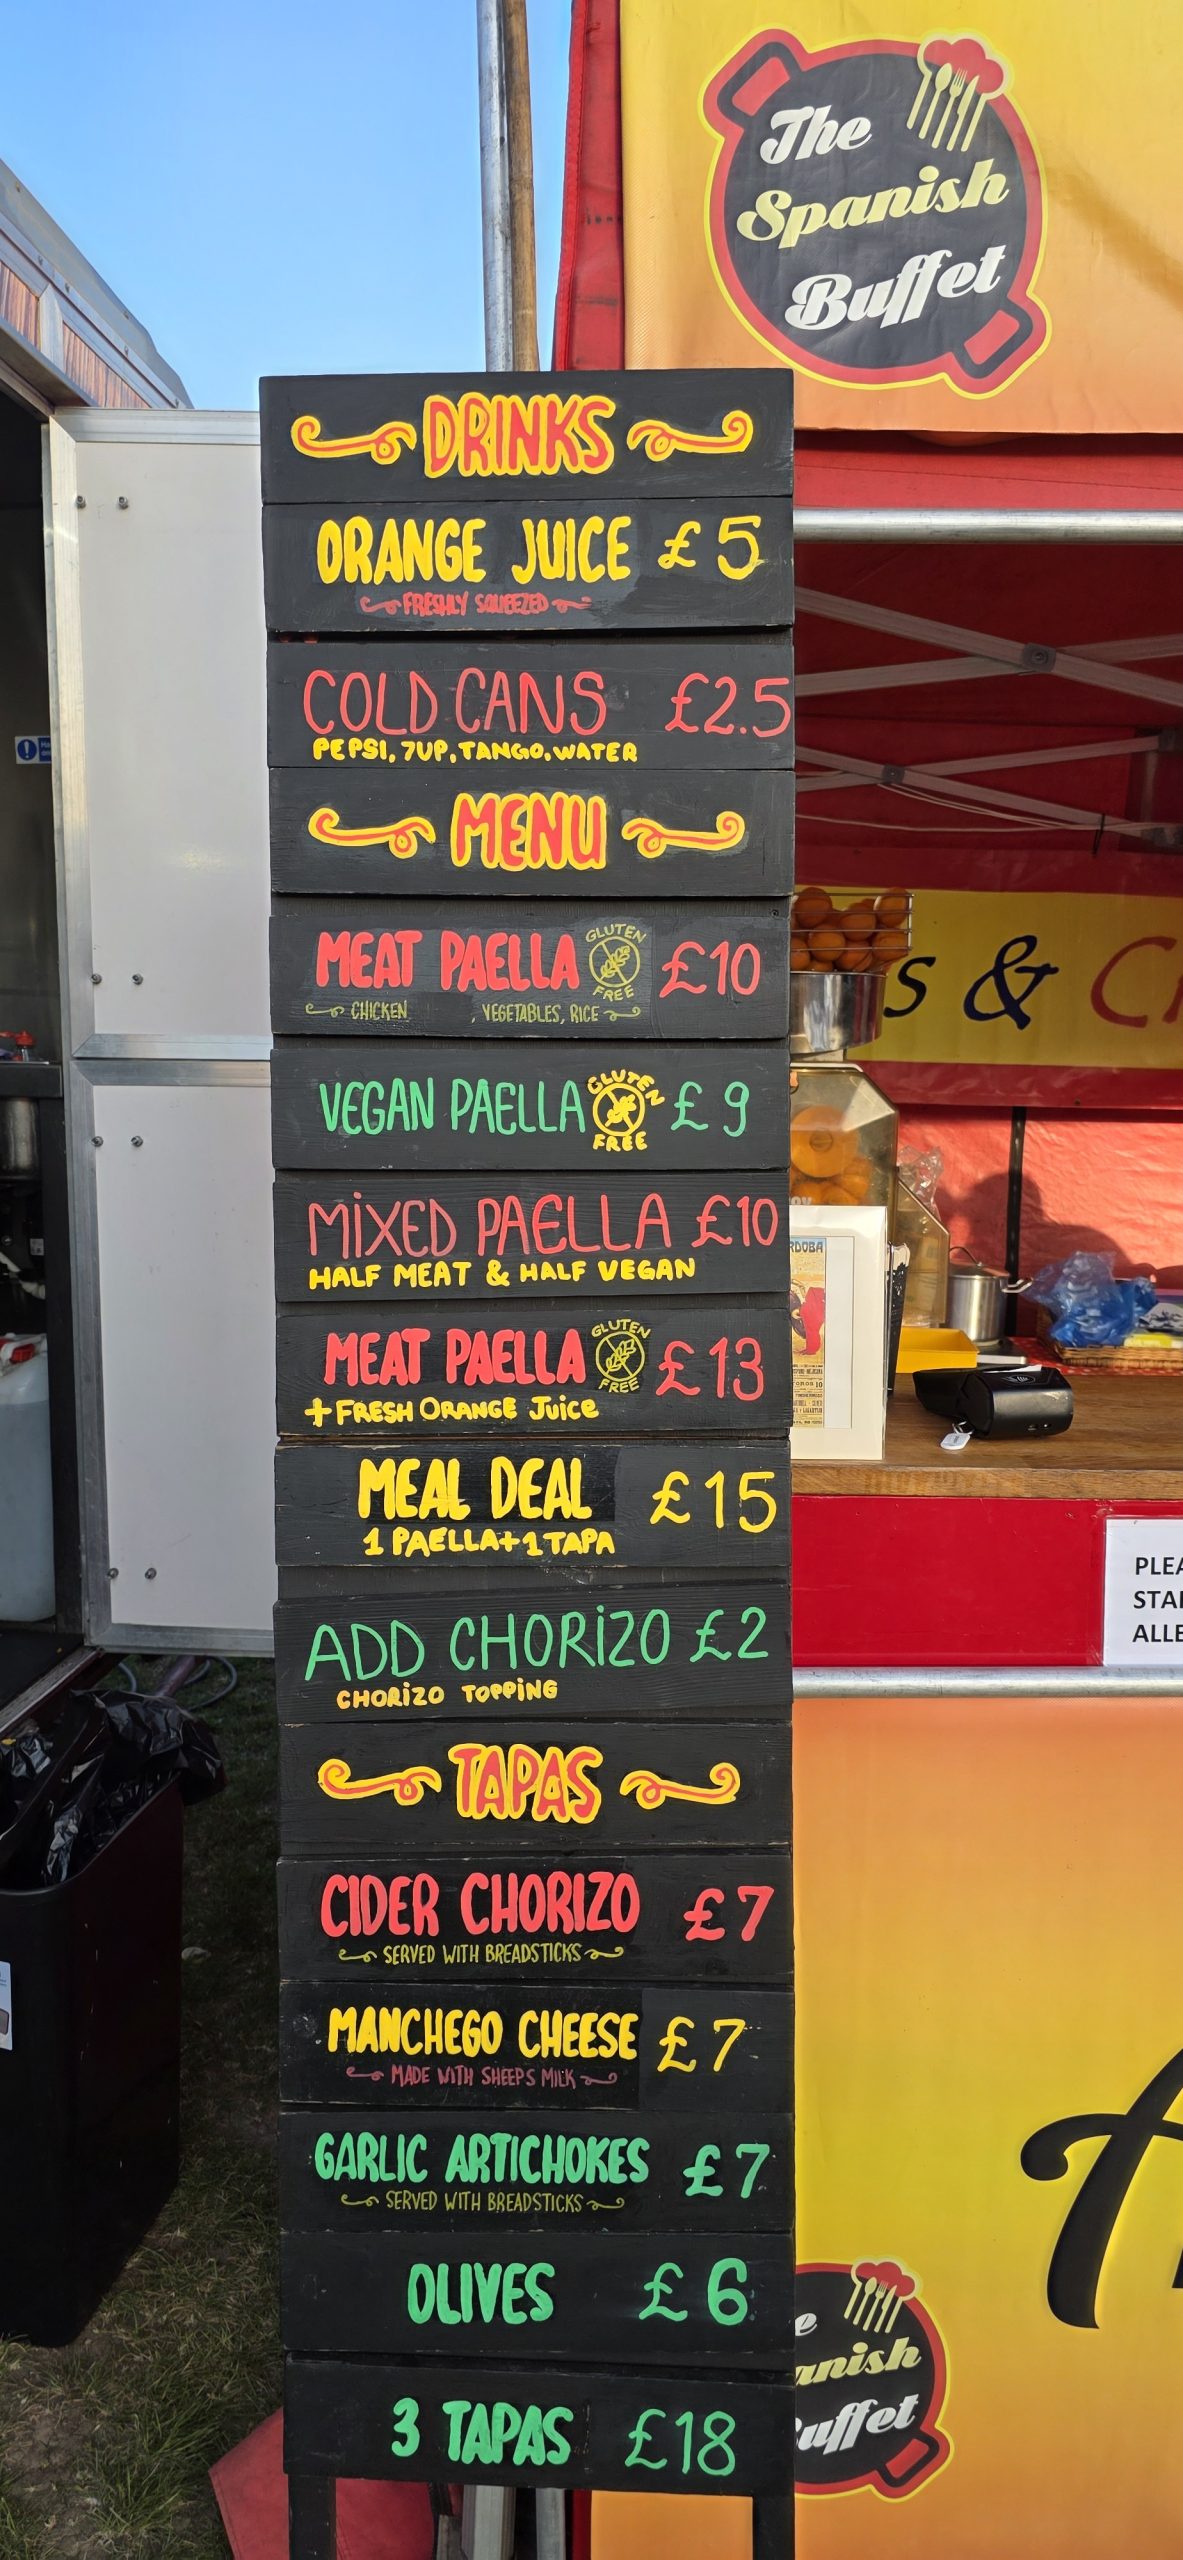 The
Spanish
Buffet
DRINKS
ORANGE JUICE £5
FRESHLY SQUEEZED
COLD CANS £2.5
PEPSI, 7UP, TANGO, WATER
MENU
MEAT PAELLA GLUTEN FREE £10
CHICKEN , VEGETABLES, RICE
VEGAN PAELLA GLUTEN FREE £9
MIXED PAELLA £10
HALF MEAT & HALF VEGAN
MEAT PAELLA GLUTEN FREE £13
+ FRESH ORANGE JUICE
MEAL DEAL £15
1 PAELLA + 1 TAPA
ADD CHORIZO £2
CHORIZO TOPPING
TAPAS
CIDER CHORIZO £7
SERVED WITH BREADSTICKS
MANCHEGO CHEESE £7
MADE WITH SHEEPS MILK
GARLIC ARTICHOKES £7
SERVED WITH BREADSTICKS
OLIVES £6
3 TAPAS £18
s & C
RDOBA
PLEA
STA
ALLE
A
e
anish
uffet